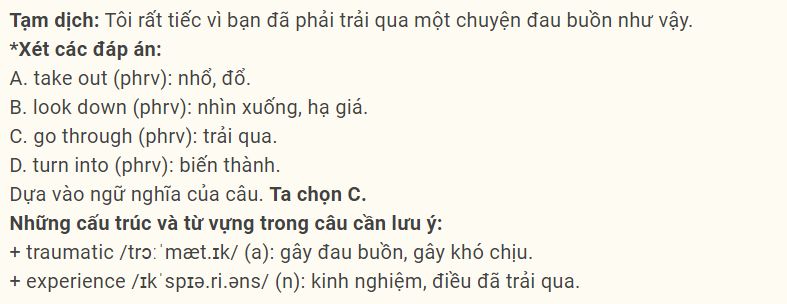 Tạm dịch: Tôi rất tiếc vì bạn đã phải trải qua một chuyện đau buồn như vậy.
*Xét các đáp án:
A. take out (phrv): nhổ, đổ.
B. look down (phrv): nhìn xuống, hạ giá.
C. go through (phrv): trải qua.
D. turn into (phrv): biến thành.
Dựa vào ngữ nghĩa của câu. Ta chọn C.
Những cấu trúc và từ vựng trong câu cần lưu ý:
+ traumatic /trɔːˈmæt.ɪk/ (a): gây đau buồn, gây khó chịu.
+ experience /ɪkˈspɪə.ri.əns/ (n): kinh nghiệm, điều đã trải qua.